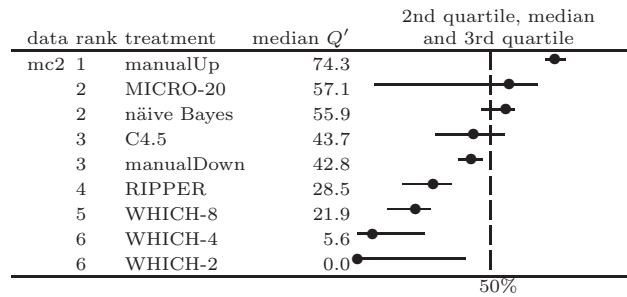 2nd quartile, median
data rank treatment median Q′ and 3rd quartile
mc2 1 manualUp 74.3
2 MICRO-20 57.1
2 näive Bayes 55.9
3 C4.5 43.7
3 manualDown 42.8
4 RIPPER 28.5
5 WHICH-8 21.9
6 WHICH-4 5.6
6 WHICH-2 0.0
50%